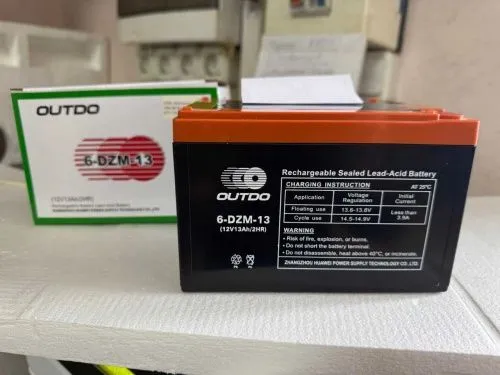 OUTDO
6-DZM-13
(12V13Ah/2HR)
OUTDO
6-DZM-13
(12V13Ah/2HR)
Rechargeable Sealed Lead-Acid Battery
CHARGING INSTRUCTION AT 25°C
Application Voltage Regulation Initial Current
Floating use 13.6-13.8V Less than 3.9A
Cycle use 14.5-14.9V
WARNING
• Risk of fire, explosion, or burns.
• Do not short the battery terminal.
• Do not disassemble, heat above 40°C, or incinerate.
ZHANGZHOU HUAWEI POWER SUPPLY TECHNOLOGY CO., LTD